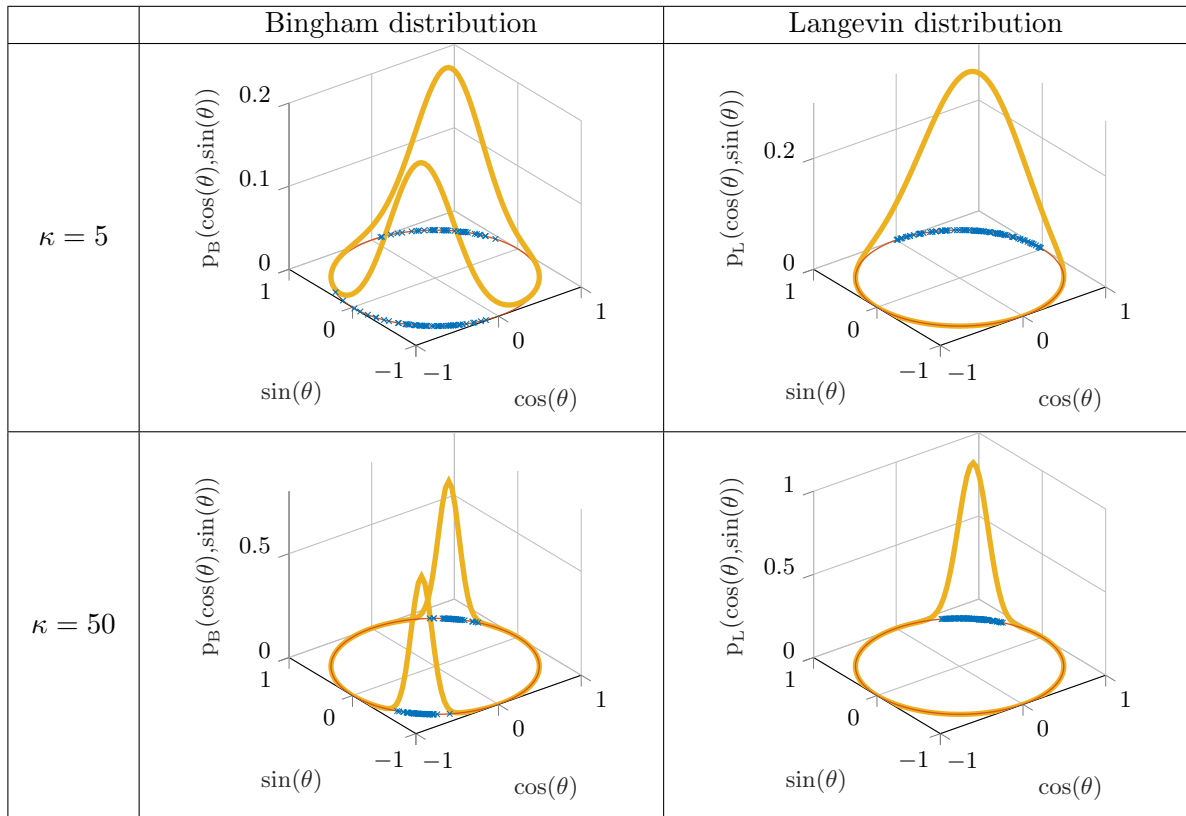 Bingham distribution
Langevin distribution
κ = 5
0.2
0.1
0
1
0
−1
−1
0
1
sin(θ)
cos(θ)
p_B(cos(θ),sin(θ))
0.2
0
1
0
−1
−1
0
1
sin(θ)
cos(θ)
p_L(cos(θ),sin(θ))
κ = 50
0.5
0
1
0
−1
−1
0
1
sin(θ)
cos(θ)
p_B(cos(θ),sin(θ))
1
0.5
0
1
0
−1
−1
0
1
sin(θ)
cos(θ)
p_L(cos(θ),sin(θ))